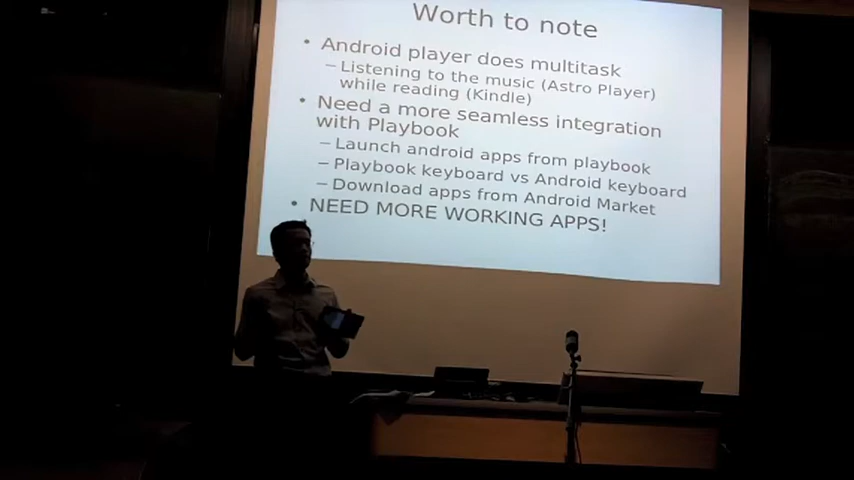 Worth to note
• Android player does multitask
– Listening to the music (Astro Player)
while reading (Kindle)
• Need a more seamless integration
with Playbook
– Launch android apps from playbook
– Playbook keyboard vs Android keyboard
– Download apps from Android Market
• NEED MORE WORKING APPS!